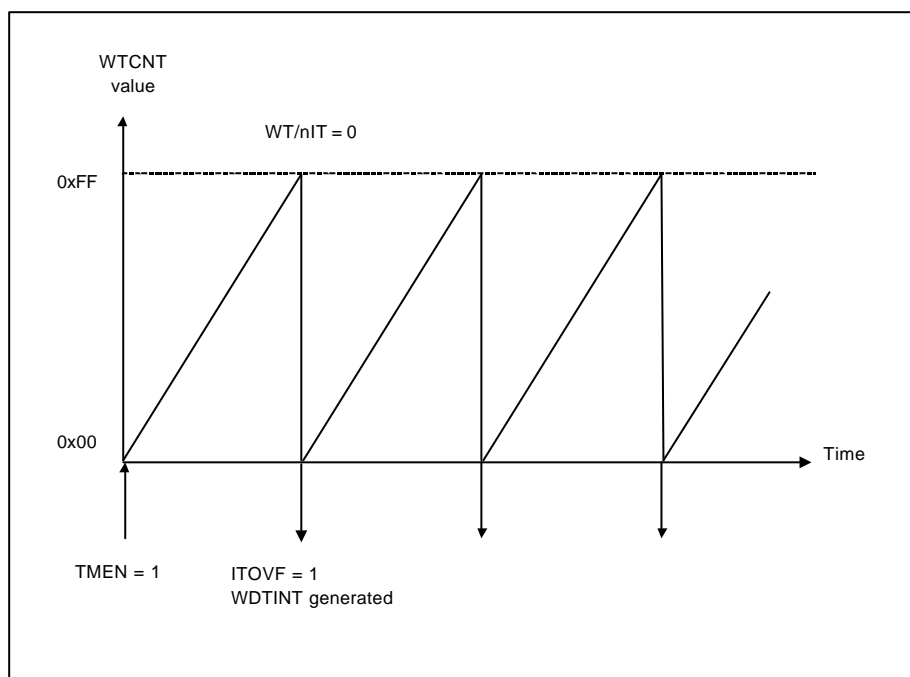 WTCNT
value
WT/nIT = 0
0xFF
0x00
Time
TMEN = 1
ITOVF = 1
WDTINT generated